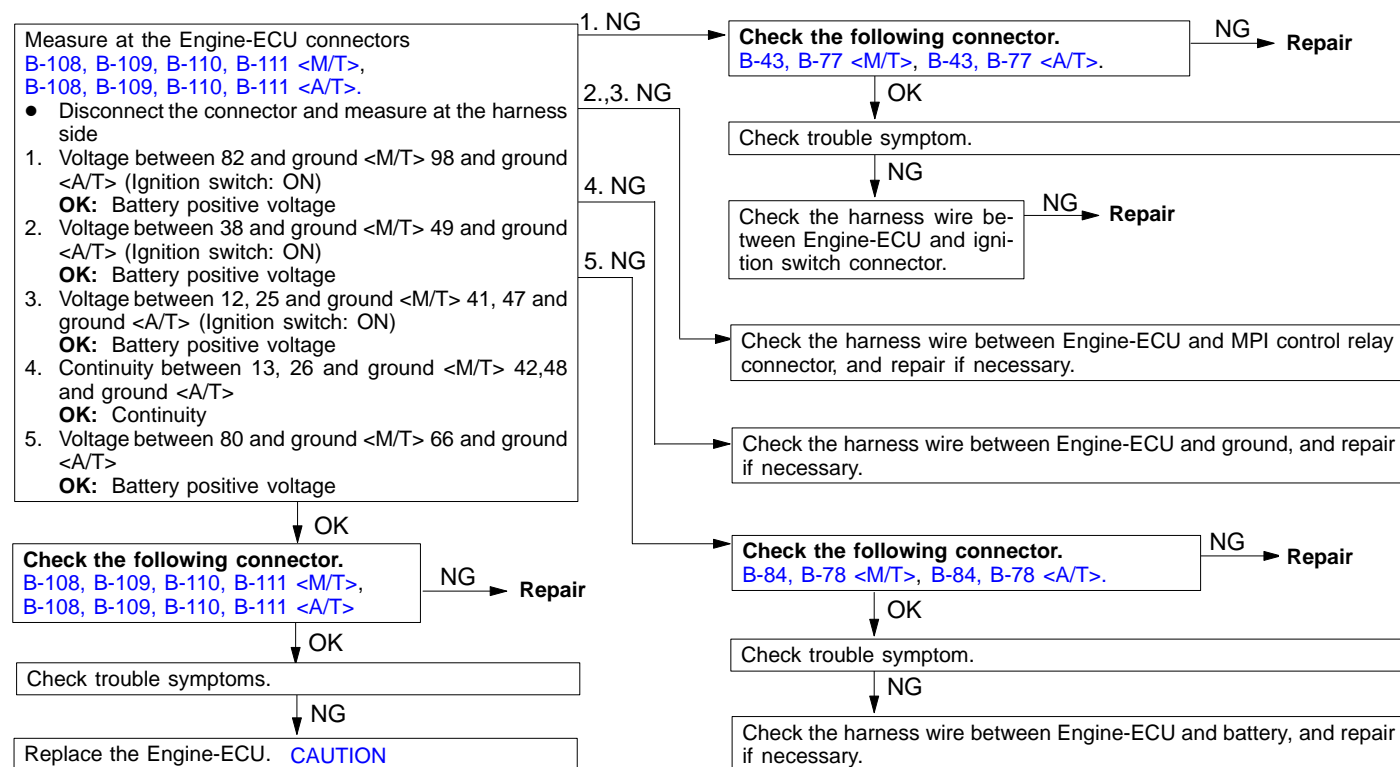 Measure at the Engine-ECU connectors
B-108, B-109, B-110, B-111 <M/T>,
B-108, B-109, B-110, B-111 <A/T>.
● Disconnect the connector and measure at the harness
side
1. Voltage between 82 and ground <M/T> 98 and ground
<A/T> (Ignition switch: ON)
OK: Battery positive voltage
2. Voltage between 38 and ground <M/T> 49 and ground
<A/T> (Ignition switch: ON)
OK: Battery positive voltage
3. Voltage between 12, 25 and ground <M/T> 41, 47 and
ground <A/T> (Ignition switch: ON)
OK: Battery positive voltage
4. Continuity between 13, 26 and ground <M/T> 42,48
and ground <A/T>
OK: Continuity
5. Voltage between 80 and ground <M/T> 66 and ground
<A/T>
OK: Battery positive voltage
OK
Check the following connector.
B-108, B-109, B-110, B-111 <M/T>,
B-108, B-109, B-110, B-111 <A/T>
NG
Repair
OK
Check trouble symptoms.
NG
Replace the Engine-ECU. CAUTION
1. NG
Check the following connector.
B-43, B-77 <M/T>, B-43, B-77 <A/T>.
NG
Repair
OK
Check trouble symptom.
NG
Check the harness wire be-
tween Engine-ECU and igni-
tion switch connector.
NG
Repair
2.,3. NG
Check the harness wire between Engine-ECU and MPI control relay
connector, and repair if necessary.
4. NG
Check the harness wire between Engine-ECU and ground, and repair
if necessary.
5. NG
Check the following connector.
B-84, B-78 <M/T>, B-84, B-78 <A/T>.
NG
Repair
OK
Check trouble symptom.
NG
Check the harness wire between Engine-ECU and battery, and repair
if necessary.